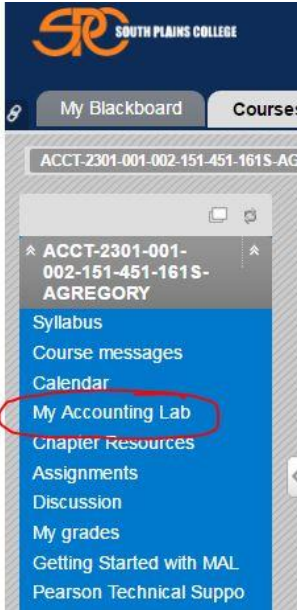 SPC SOUTH PLAINS COLLEGE
My Blackboard Courses
ACCT-2301-001-002-151-451-161S-AG
ACCT-2301-001-
002-151-451-161S-
AGREGORY
Syllabus
Course messages
Calendar
My Accounting Lab
Chapter Resources
Assignments
Discussion
My grades
Getting Started with MAL
Pearson Technical Suppo